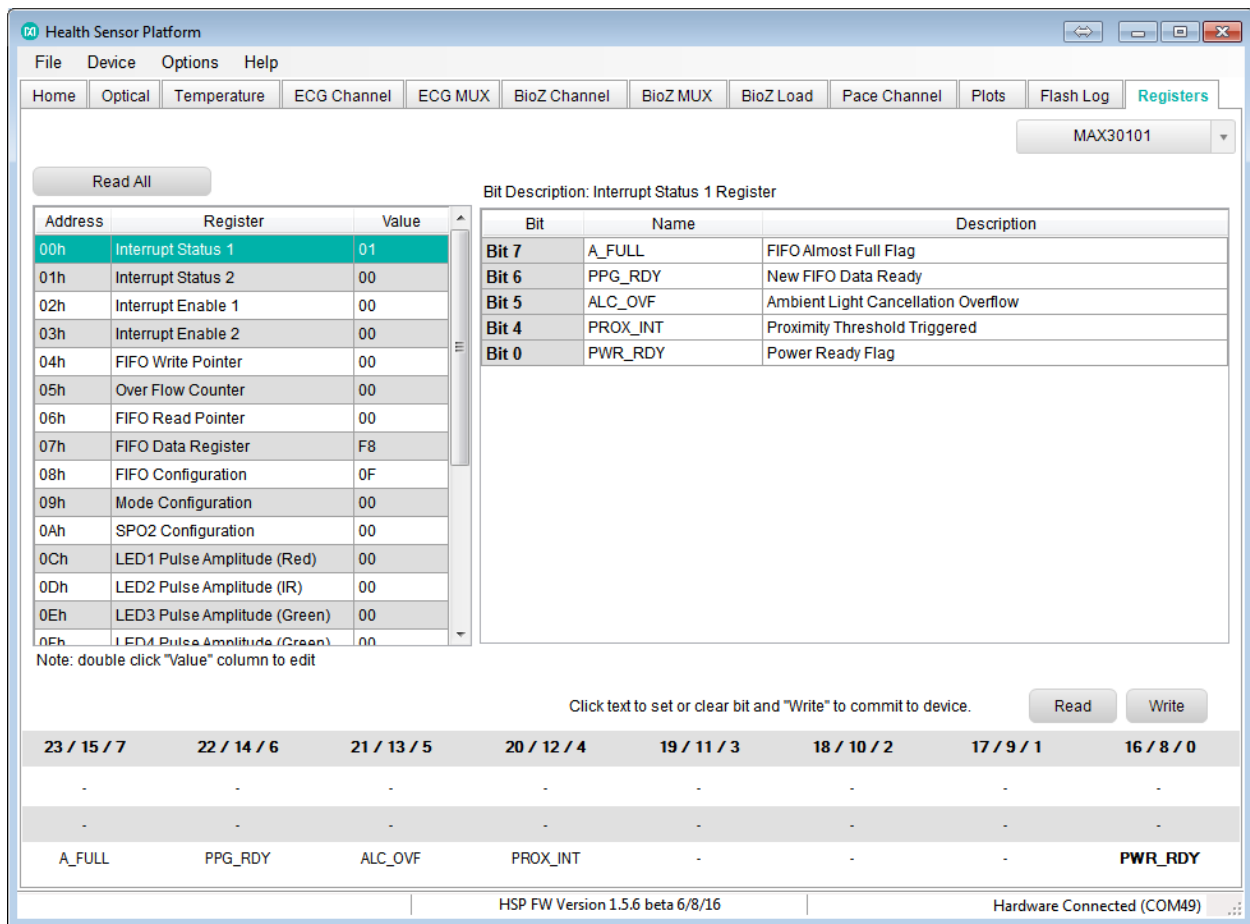 Health Sensor Platform
File Device Options Help
Home Optical Temperature ECG Channel ECG MUX BioZ Channel BioZ MUX BioZ Load Pace Channel Plots Flash Log Registers
MAX30101
Read All
Bit Description: Interrupt Status 1 Register
Address Register Value
00h Interrupt Status 1 01
01h Interrupt Status 2 00
02h Interrupt Enable 1 00
03h Interrupt Enable 2 00
04h FIFO Write Pointer 00
05h Over Flow Counter 00
06h FIFO Read Pointer 00
07h FIFO Data Register F8
08h FIFO Configuration 0F
09h Mode Configuration 00
0Ah SPO2 Configuration 00
0Ch LED1 Pulse Amplitude (Red) 00
0Dh LED2 Pulse Amplitude (IR) 00
0Eh LED3 Pulse Amplitude (Green) 00
0Fh LED4 Pulse Amplitude (Green) 00
Bit Name Description
Bit 7 A_FULL FIFO Almost Full Flag
Bit 6 PPG_RDY New FIFO Data Ready
Bit 5 ALC_OVF Ambient Light Cancellation Overflow
Bit 4 PROX_INT Proximity Threshold Triggered
Bit 0 PWR_RDY Power Ready Flag
Note: double click "Value" column to edit
Click text to set or clear bit and "Write" to commit to device. Read Write
23 / 15 / 7 22 / 14 / 6 21 / 13 / 5 20 / 12 / 4 19 / 11 / 3 18 / 10 / 2 17 / 9 / 1 16 / 8 / 0
- - - - - - - -
- - - - - - - -
A_FULL PPG_RDY ALC_OVF PROX_INT - - - PWR_RDY
HSP FW Version 1.5.6 beta 6/8/16 Hardware Connected (COM49)